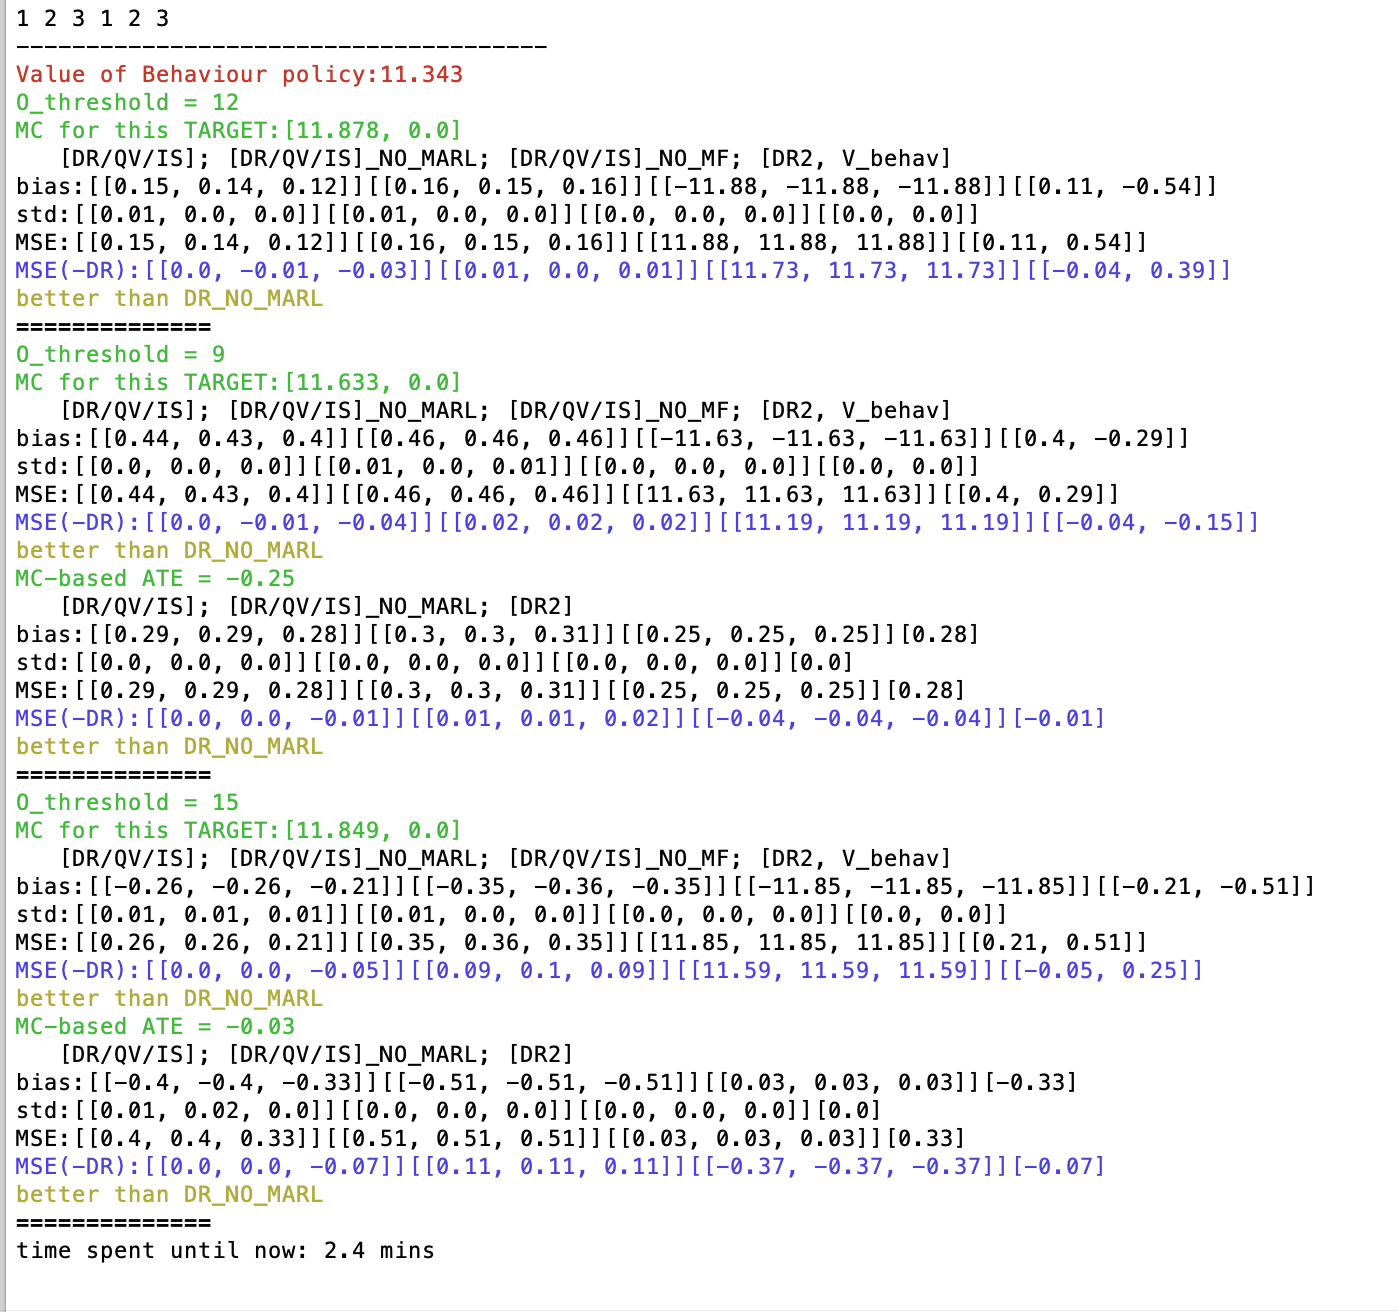 1 2 3 1 2 3
--------------------------------------
Value of Behaviour policy:11.343
O_threshold = 12
MC for this TARGET:[11.878, 0.0]
   [DR/QV/IS]; [DR/QV/IS]_NO_MARL; [DR/QV/IS]_NO_MF; [DR2, V_behav]
bias:[[0.15, 0.14, 0.12]][[0.16, 0.15, 0.16]][[-11.88, -11.88, -11.88]][[0.11, -0.54]]
std:[[0.01, 0.0, 0.0]][[0.01, 0.0, 0.0]][[0.0, 0.0, 0.0]][[0.0, 0.0]]
MSE:[[0.15, 0.14, 0.12]][[0.16, 0.15, 0.16]][[11.88, 11.88, 11.88]][[0.11, 0.54]]
MSE(-DR):[[0.0, -0.01, -0.03]][[0.01, 0.0, 0.01]][[11.73, 11.73, 11.73]][[-0.04, 0.39]]
better than DR_NO_MARL
==============
O_threshold = 9
MC for this TARGET:[11.633, 0.0]
   [DR/QV/IS]; [DR/QV/IS]_NO_MARL; [DR/QV/IS]_NO_MF; [DR2, V_behav]
bias:[[0.44, 0.43, 0.4]][[0.46, 0.46, 0.46]][[-11.63, -11.63, -11.63]][[0.4, -0.29]]
std:[[0.0, 0.0, 0.0]][[0.01, 0.0, 0.01]][[0.0, 0.0, 0.0]][[0.0, 0.0]]
MSE:[[0.44, 0.43, 0.4]][[0.46, 0.46, 0.46]][[11.63, 11.63, 11.63]][[0.4, 0.29]]
MSE(-DR):[[0.0, -0.01, -0.04]][[0.02, 0.02, 0.02]][[11.19, 11.19, 11.19]][[-0.04, -0.15]]
better than DR_NO_MARL
MC-based ATE = -0.25
   [DR/QV/IS]; [DR/QV/IS]_NO_MARL; [DR2]
bias:[[0.29, 0.29, 0.28]][[0.3, 0.3, 0.31]][[0.25, 0.25, 0.25]][0.28]
std:[[0.0, 0.0, 0.0]][[0.0, 0.0, 0.0]][[0.0, 0.0, 0.0]][0.0]
MSE:[[0.29, 0.29, 0.28]][[0.3, 0.3, 0.31]][[0.25, 0.25, 0.25]][0.28]
MSE(-DR):[[0.0, 0.0, -0.01]][[0.01, 0.01, 0.02]][[-0.04, -0.04, -0.04]][-0.01]
better than DR_NO_MARL
==============
O_threshold = 15
MC for this TARGET:[11.849, 0.0]
   [DR/QV/IS]; [DR/QV/IS]_NO_MARL; [DR/QV/IS]_NO_MF; [DR2, V_behav]
bias:[[-0.26, -0.26, -0.21]][[-0.35, -0.36, -0.35]][[-11.85, -11.85, -11.85]][[-0.21, -0.51]]
std:[[0.01, 0.01, 0.01]][[0.01, 0.0, 0.0]][[0.0, 0.0, 0.0]][[0.0, 0.0]]
MSE:[[0.26, 0.26, 0.21]][[0.35, 0.36, 0.35]][[11.85, 11.85, 11.85]][[0.21, 0.51]]
MSE(-DR):[[0.0, 0.0, -0.05]][[0.09, 0.1, 0.09]][[11.59, 11.59, 11.59]][[-0.05, 0.25]]
better than DR_NO_MARL
MC-based ATE = -0.03
   [DR/QV/IS]; [DR/QV/IS]_NO_MARL; [DR2]
bias:[[-0.4, -0.4, -0.33]][[-0.51, -0.51, -0.51]][[0.03, 0.03, 0.03]][-0.33]
std:[[0.01, 0.02, 0.0]][[0.0, 0.0, 0.0]][[0.0, 0.0, 0.0]][0.0]
MSE:[[0.4, 0.4, 0.33]][[0.51, 0.51, 0.51]][[0.03, 0.03, 0.03]][0.33]
MSE(-DR):[[0.0, 0.0, -0.07]][[0.11, 0.11, 0.11]][[-0.37, -0.37, -0.37]][-0.07]
better than DR_NO_MARL
==============
time spent until now: 2.4 mins